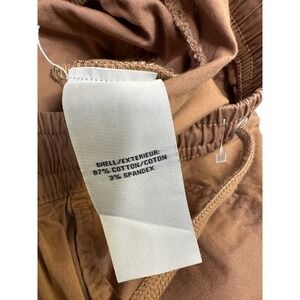 SHELL/EXTERIEUR:
97% COTTON/COTON
3% SPANDEX